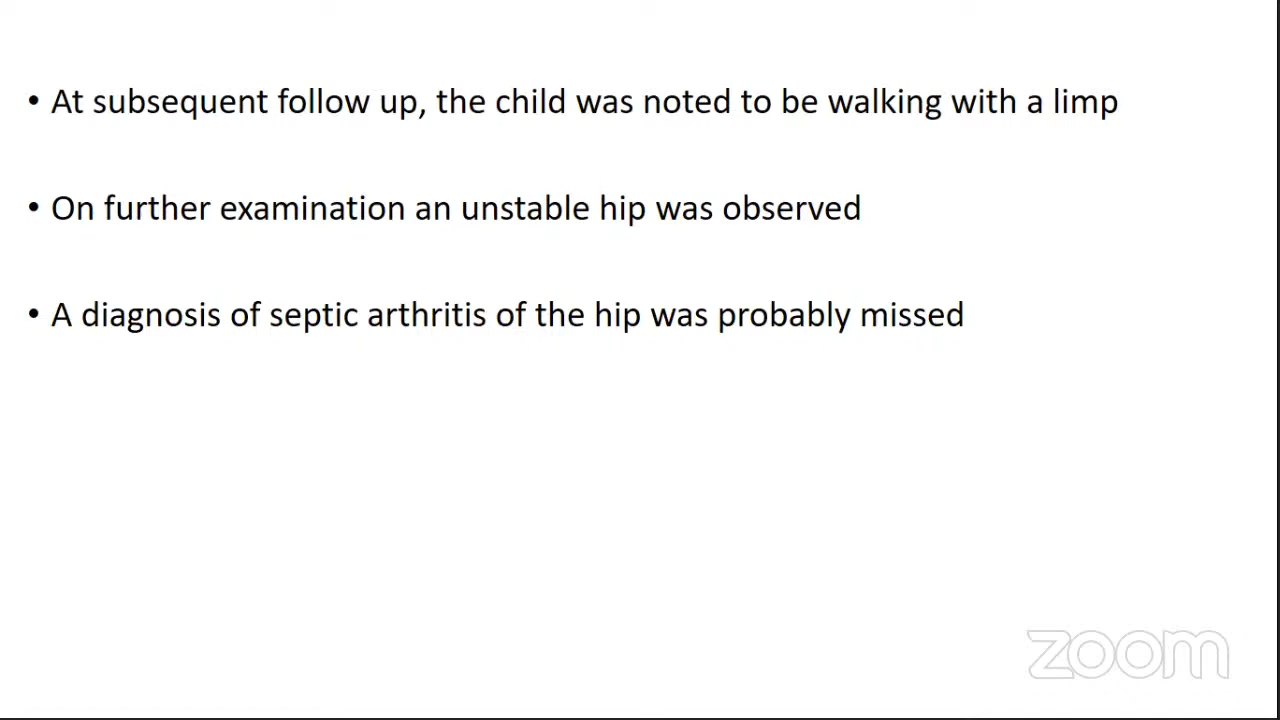 • At subsequent follow up, the child was noted to be walking with a limp
• On further examination an unstable hip was observed
• A diagnosis of septic arthritis of the hip was probably missed
zoom